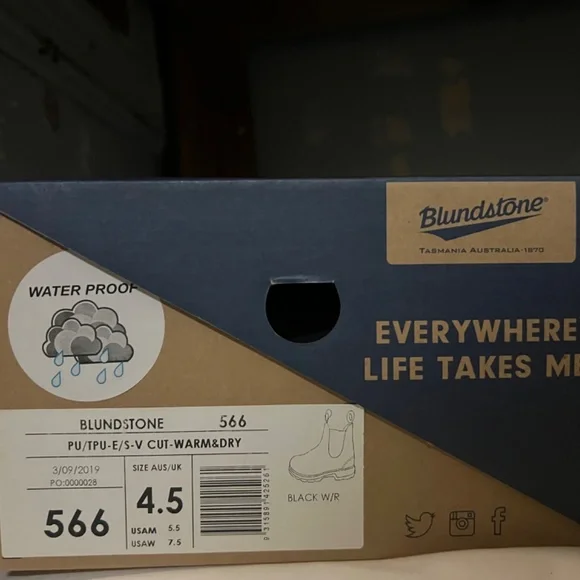 Blundstone®
TASMANIA AUSTRALIA·1870
WATER PROOF
EVERYWHERE
LIFE TAKES ME
BLUNDSTONE 566
PU/TPU-E/S-V CUT-WARM&DRY
3/09/2019
PO:0000028
566
SIZE AUS/UK
4.5
USAM 5.5
USAW 7.5
9315891425261
BLACK W/R